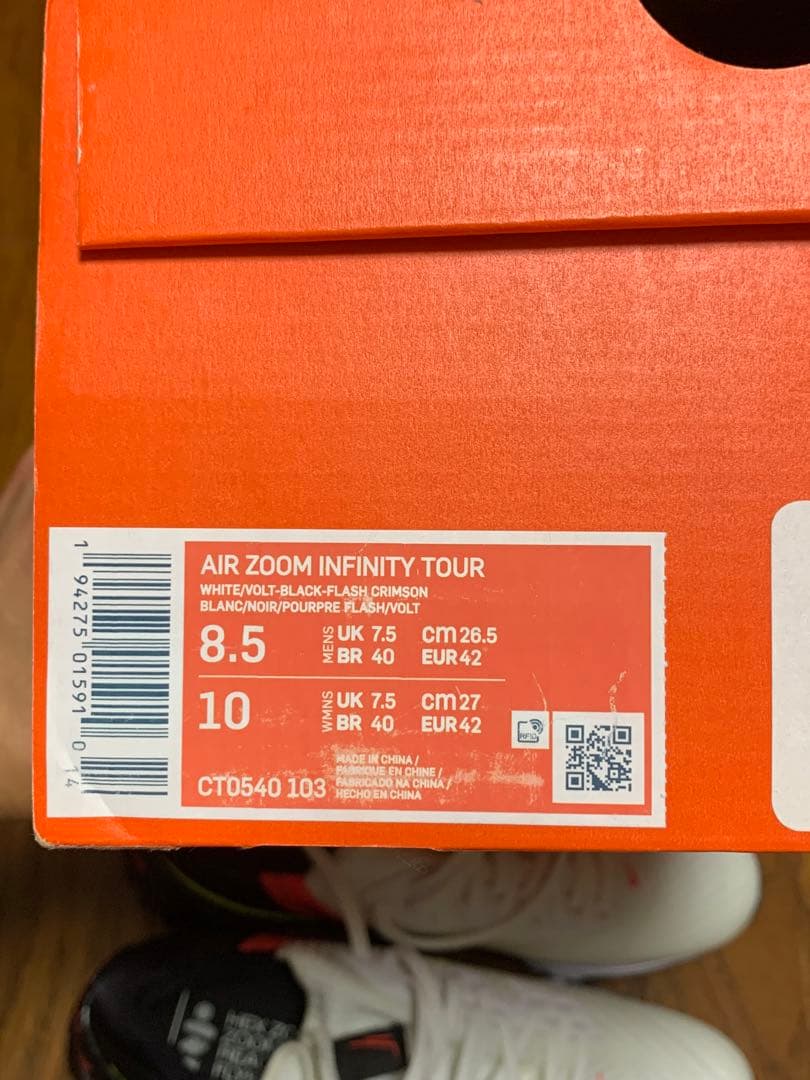 AIR ZOOM INFINITY TOUR
WHITE/VOLT-BLACK-FLASH CRIMSON
BLANC/NOIR/POURPRE FLASH/VOLT
8.5 MENS UK 7.5 cm 26.5
BR 40 EUR 42
10 WMNS UK 7.5 cm 27
BR 40 EUR 42
RFID
CT0540 103
MADE IN CHINA /
FABRIQUE EN CHINE /
FABRICADO NA CHINA /
HECHO EN CHINA
1 94275 01591 0 14